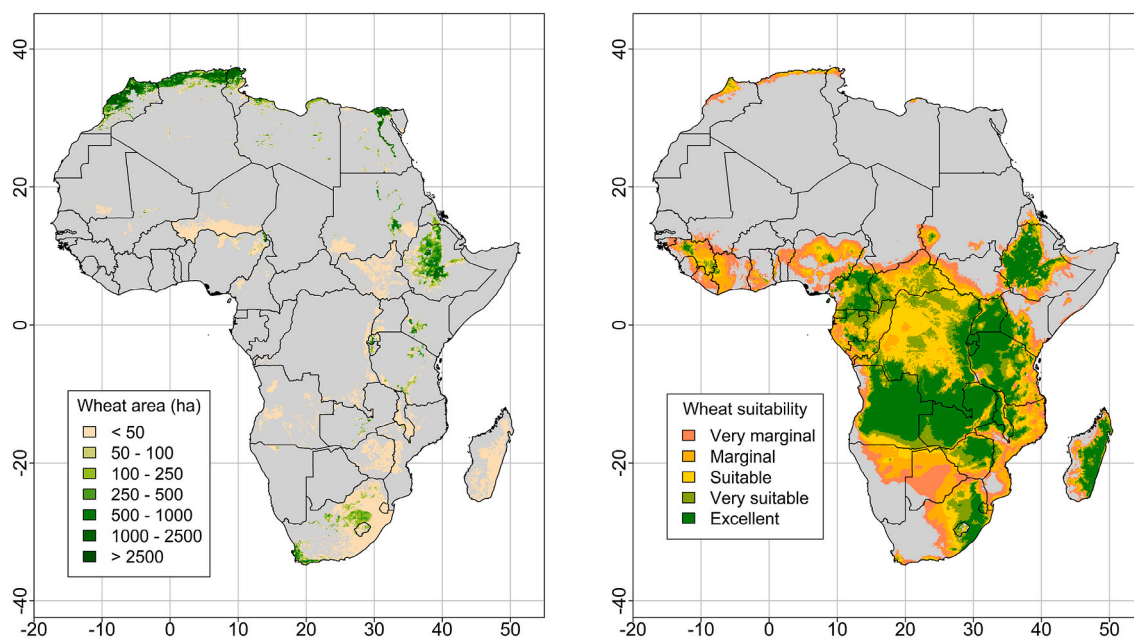 40
20
0
-20
-40
-20
-10
0
10
20
30
40
50
Wheat area (ha)
< 50
50 - 100
100 - 250
250 - 500
500 - 1000
1000 - 2500
> 2500
40
20
0
-20
-40
-20
-10
0
10
20
30
40
50
Wheat suitability
Very marginal
Marginal
Suitable
Very suitable
Excellent